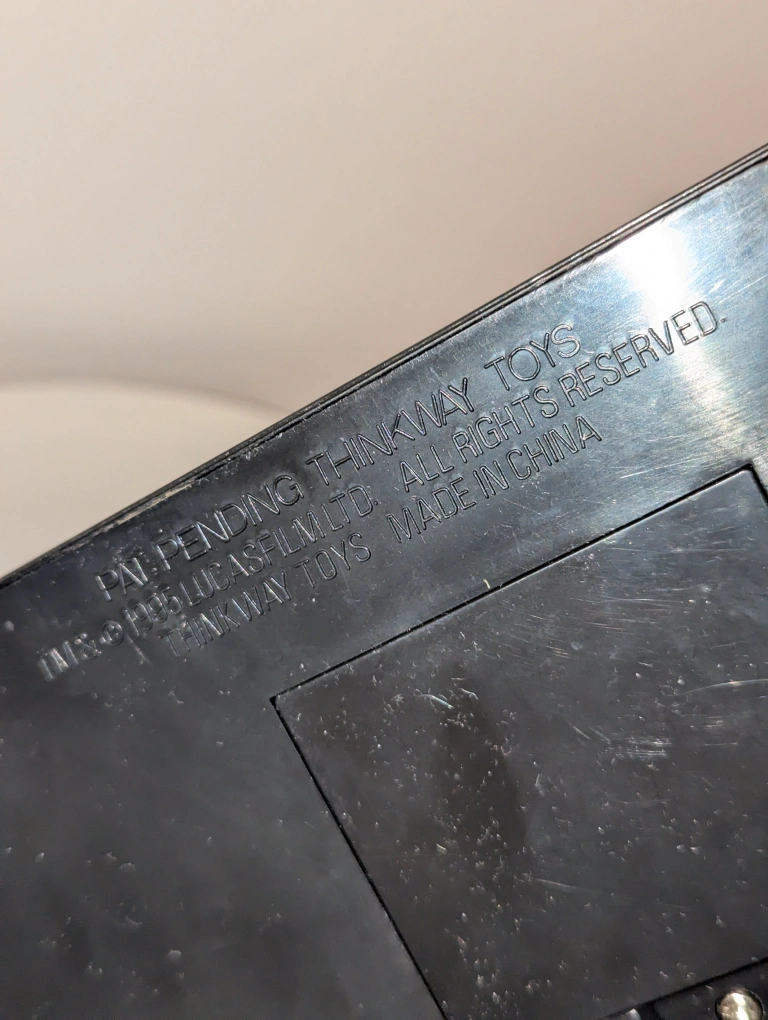 PAT. PENDING THINKWAY TOYS
TM & © 1995 LUCASFILM LTD. ALL RIGHTS RESERVED.
THINKWAY TOYS MADE IN CHINA